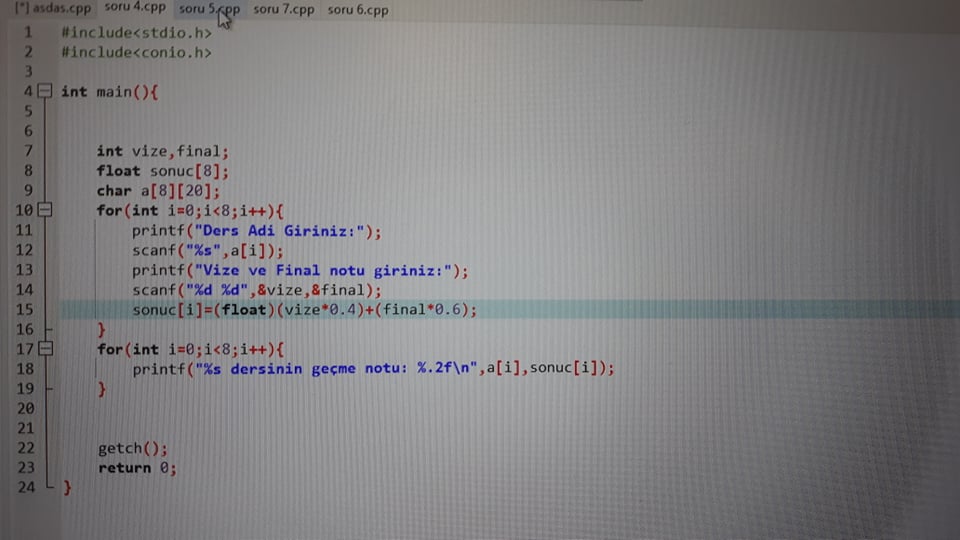 [*] asdas.cpp soru 4.cpp soru 5.cpp soru 7.cpp soru 6.cpp
1 #include<stdio.h>
2 #include<conio.h>
3
4 int main(){
5
6
7 int vize,final;
8 float sonuc[8];
9 char a[8][20];
10 for(int i=0;i<8;i++){
11 printf("Ders Adi Giriniz:");
12 scanf("%s",a[i]);
13 printf("Vize ve Final notu giriniz:");
14 scanf("%d %d",&vize,&final);
15 sonuc[i]=(float)(vize*0.4)+(final*0.6);
16 }
17 for(int i=0;i<8;i++){
18 printf("%s dersinin geçme notu: %.2f\n",a[i],sonuc[i]);
19 }
20
21
22 getch();
23 return 0;
24 }